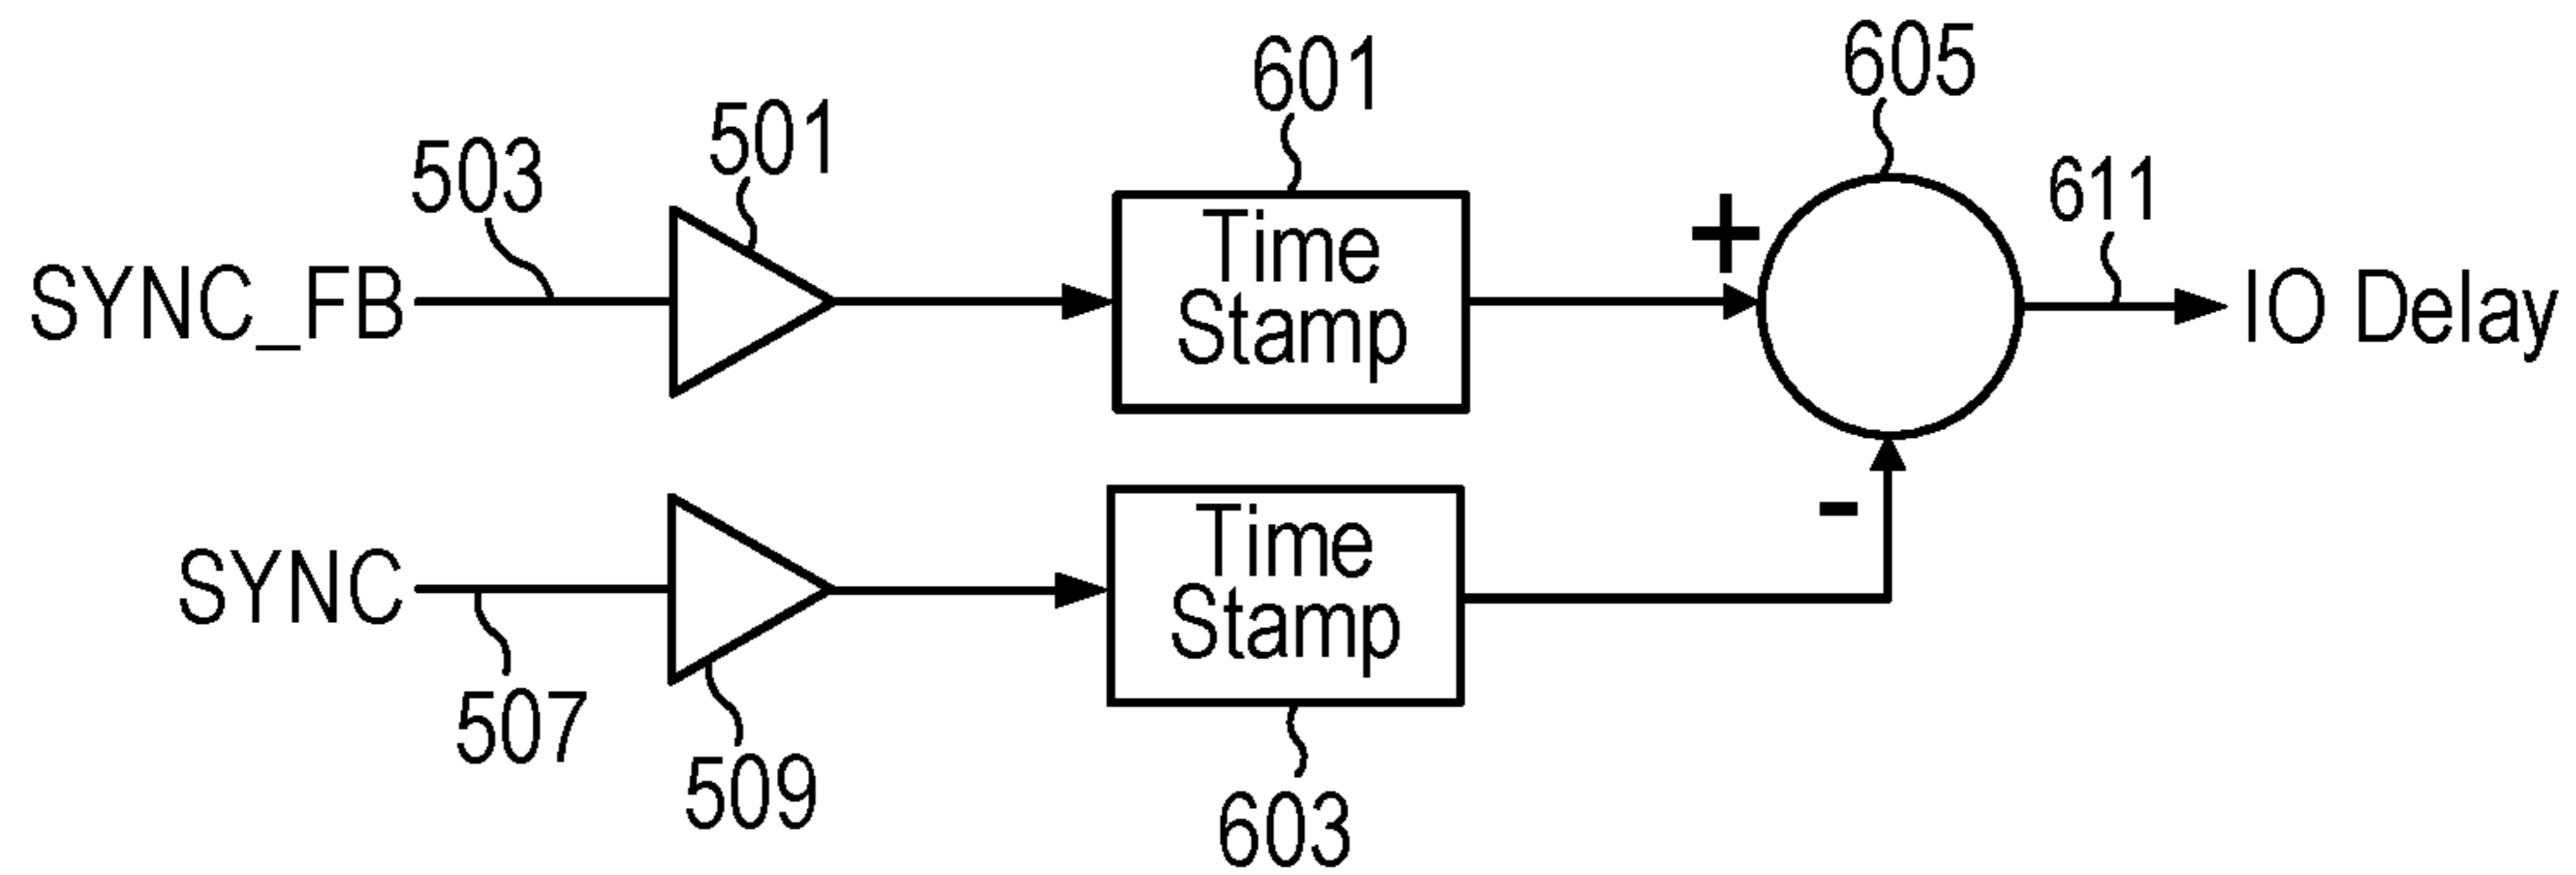 605
601
501
503
611
+
Time
Stamp
SYNC_FB
IO Delay
-
Time
Stamp
SYNC
507
509
603